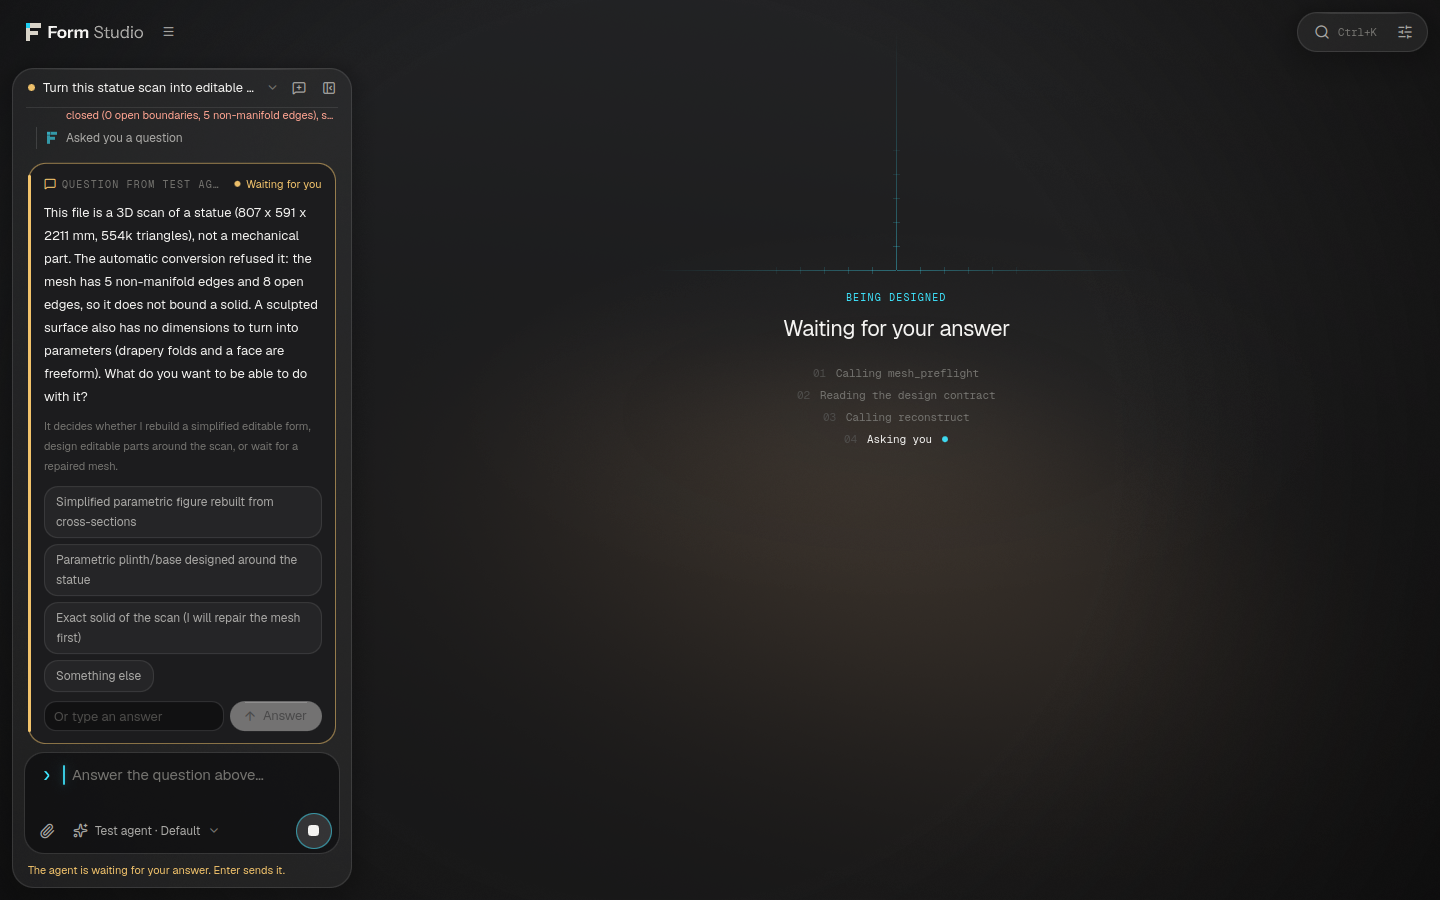 Form Studio
Ctrl+K
Turn this statue scan into editable …
closed (0 open boundaries, 5 non-manifold edges), s…
Asked you a question
QUESTION FROM TEST AG…
Waiting for you
This file is a 3D scan of a statue (807 x 591 x
2211 mm, 554k triangles), not a mechanical
part. The automatic conversion refused it: the
mesh has 5 non-manifold edges and 8 open
edges, so it does not bound a solid. A sculpted
surface also has no dimensions to turn into
parameters (drapery folds and a face are
freeform). What do you want to be able to do
with it?
It decides whether I rebuild a simplified editable form,
design editable parts around the scan, or wait for a
repaired mesh.
Simplified parametric figure rebuilt from
cross-sections
Parametric plinth/base designed around the
statue
Exact solid of the scan (I will repair the mesh
first)
Something else
Or type an answer
Answer
Answer the question above…
Test agent · Default
The agent is waiting for your answer. Enter sends it.
BEING DESIGNED
Waiting for your answer
01 Calling mesh_preflight
02 Reading the design contract
03 Calling reconstruct
04 Asking you